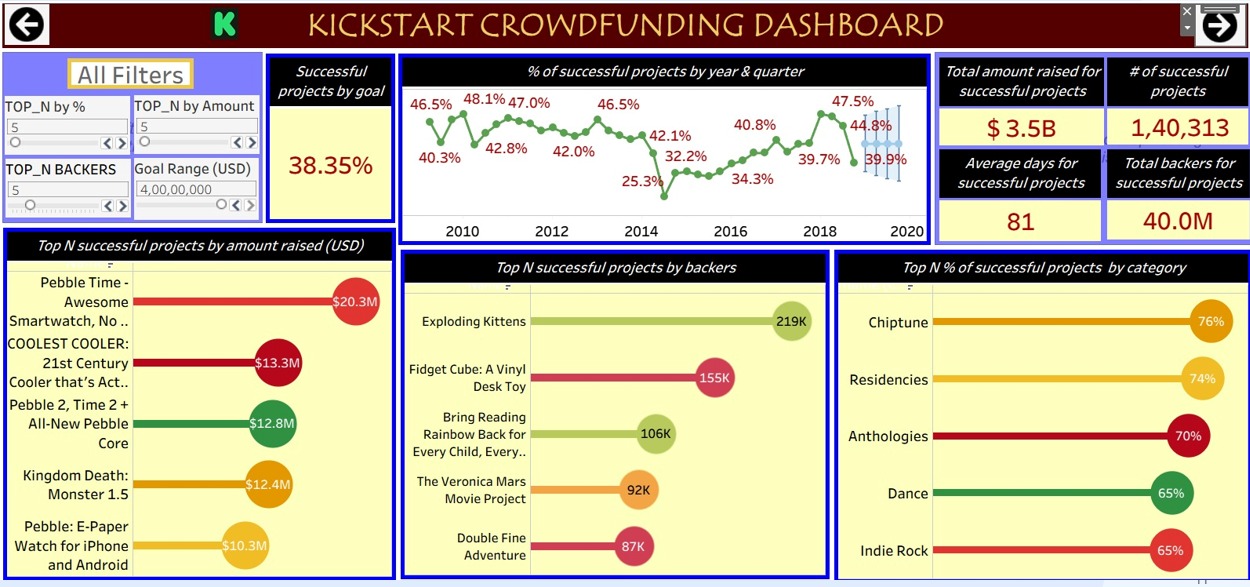 KICKSTART CROWDFUNDING DASHBOARD
All Filters
TOP_N by %
5
TOP_N by Amount
5
TOP_N BACKERS
5
Goal Range (USD)
4,00,00,000
Successful
projects by goal
38.35%
% of successful projects by year & quarter
46.5%
48.1%
47.0%
46.5%
47.5%
40.3%
42.8%
42.0%
42.1%
32.2%
25.3%
34.3%
40.8%
39.7%
44.8%
39.9%
2010
2012
2014
2016
2018
2020
Total amount raised for
successful projects
$ 3.5B
# of successful
projects
1,40,313
Average days for
successful projects
81
Total backers for
successful projects
40.0M
Top N successful projects by amount raised (USD)
Pebble Time -
Awesome
Smartwatch, No ..
$20.3M
COOLEST COOLER:
21st Century
Cooler that's Act..
$13.3M
Pebble 2, Time 2 +
All-New Pebble
Core
$12.8M
Kingdom Death:
Monster 1.5
$12.4M
Pebble: E-Paper
Watch for iPhone
and Android
$10.3M
Top N successful projects by backers
Exploding Kittens
219K
Fidget Cube: A Vinyl
Desk Toy
155K
Bring Reading
Rainbow Back for
Every Child, Every..
106K
The Veronica Mars
Movie Project
92K
Double Fine
Adventure
87K
Top N % of successful projects by category
Chiptune
76%
Residencies
74%
Anthologies
70%
Dance
65%
Indie Rock
65%